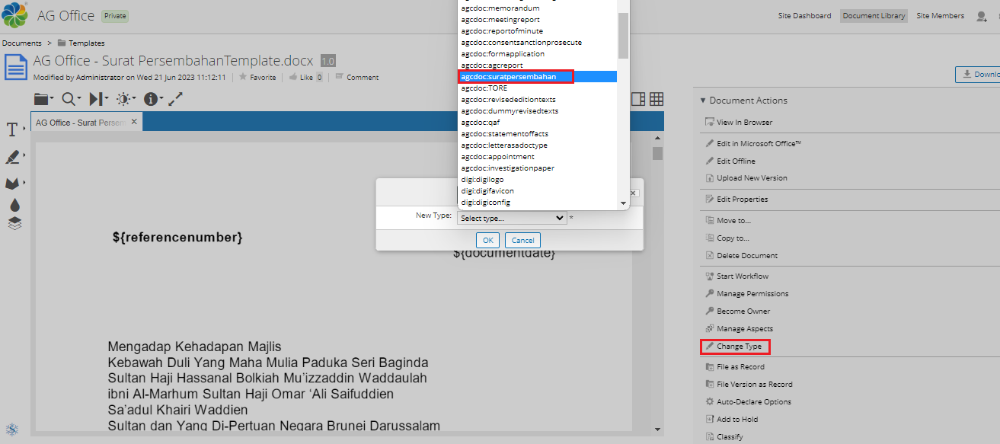 AG Office Private
Site Dashboard Document Library Site Members
Documents > Templates
AG Office - Surat PersembahanTemplate.docx 1.0
Modified by Administrator on Wed 21 Jun 2023 11:12:11 Favorite Like 0 Comment
AG Office - Surat Persem
T
${referencenumber}
${documentdate}
Mengadap Kehadapan Majlis
Kebawah Duli Yang Maha Mulia Paduka Seri Baginda
Sultan Haji Hassanal Bolkiah Mu’izzaddin Waddaulah
ibni Al-Marhum Sultan Haji Omar ‘Ali Saifuddien
Sa’adul Khairi Waddien
Sultan dan Yang Di-Pertuan Negara Brunei Darussalam
agcdoc:memorandum
agcdoc:meetingreport
agcdoc:reportofminute
agcdoc:consentsanctionprosecute
agcdoc:formapplication
agcdoc:agcreport
agcdoc:suratpersembahan
agcdoc:TORE
agcdoc:revisededitiontexts
agcdoc:dummyrevisedtexts
agcdoc:qaf
agcdoc:statementoffacts
agcdoc:letterasadoctype
agcdoc:appointment
agcdoc:investigationpaper
digi:digilogo
digi:digifavicon
digi:digiconfig
New Type: Select type... *
OK Cancel
Downlo
Document Actions
View In Browser
Edit in Microsoft Office™
Edit Offline
Upload New Version
Edit Properties
Move to...
Copy to...
Delete Document
Start Workflow
Manage Permissions
Become Owner
Manage Aspects
Change Type
File as Record
File Version as Record
Auto-Declare Options
Add to Hold
Classify